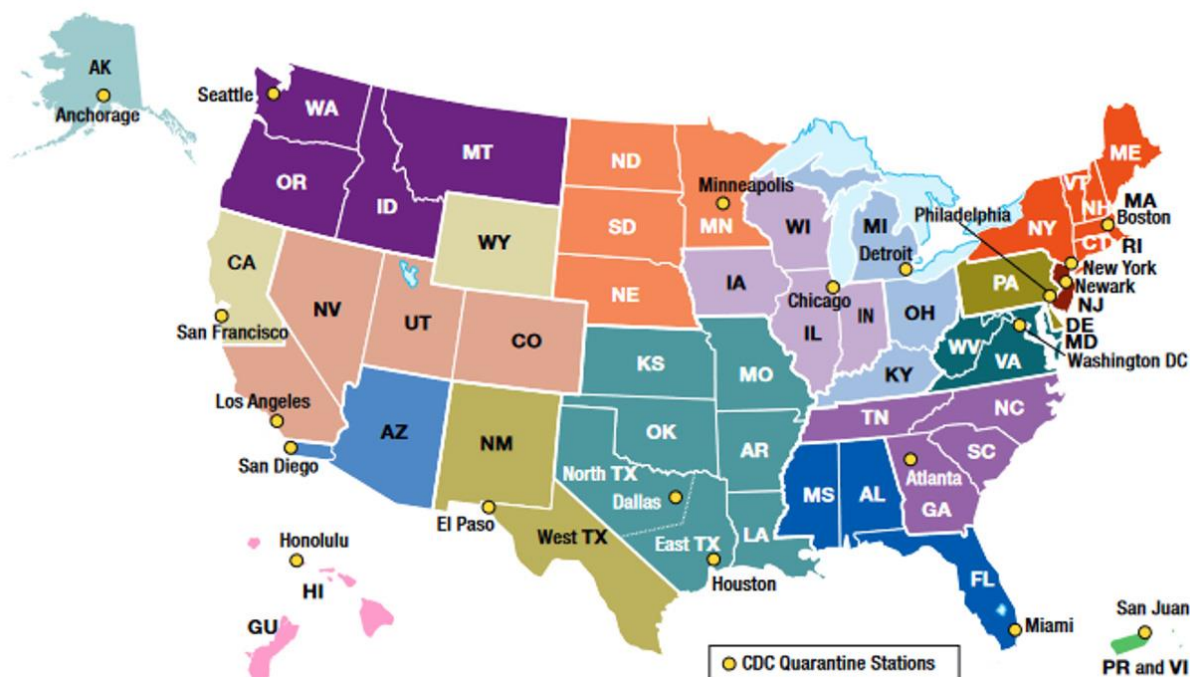 AK
Anchorage
Seattle
WA
OR
ID
MT
ND
SD
NE
Minneapolis
MN
WI
MI
Detroit
Philadelphia
ME
VT
NH
MA
Boston
NY
CT
RI
New York
Newark
NJ
PA
DE
MD
Washington DC
CA
San Francisco
NV
UT
WY
CO
IA
Chicago
IL
IN
OH
KY
WV
VA
KS
MO
Los Angeles
San Diego
AZ
NM
El Paso
OK
AR
TN
NC
SC
North TX
Dallas
West TX
East TX
Houston
LA
MS
AL
Atlanta
GA
FL
Miami
Honolulu
HI
GU
San Juan
PR and VI
CDC Quarantine Stations